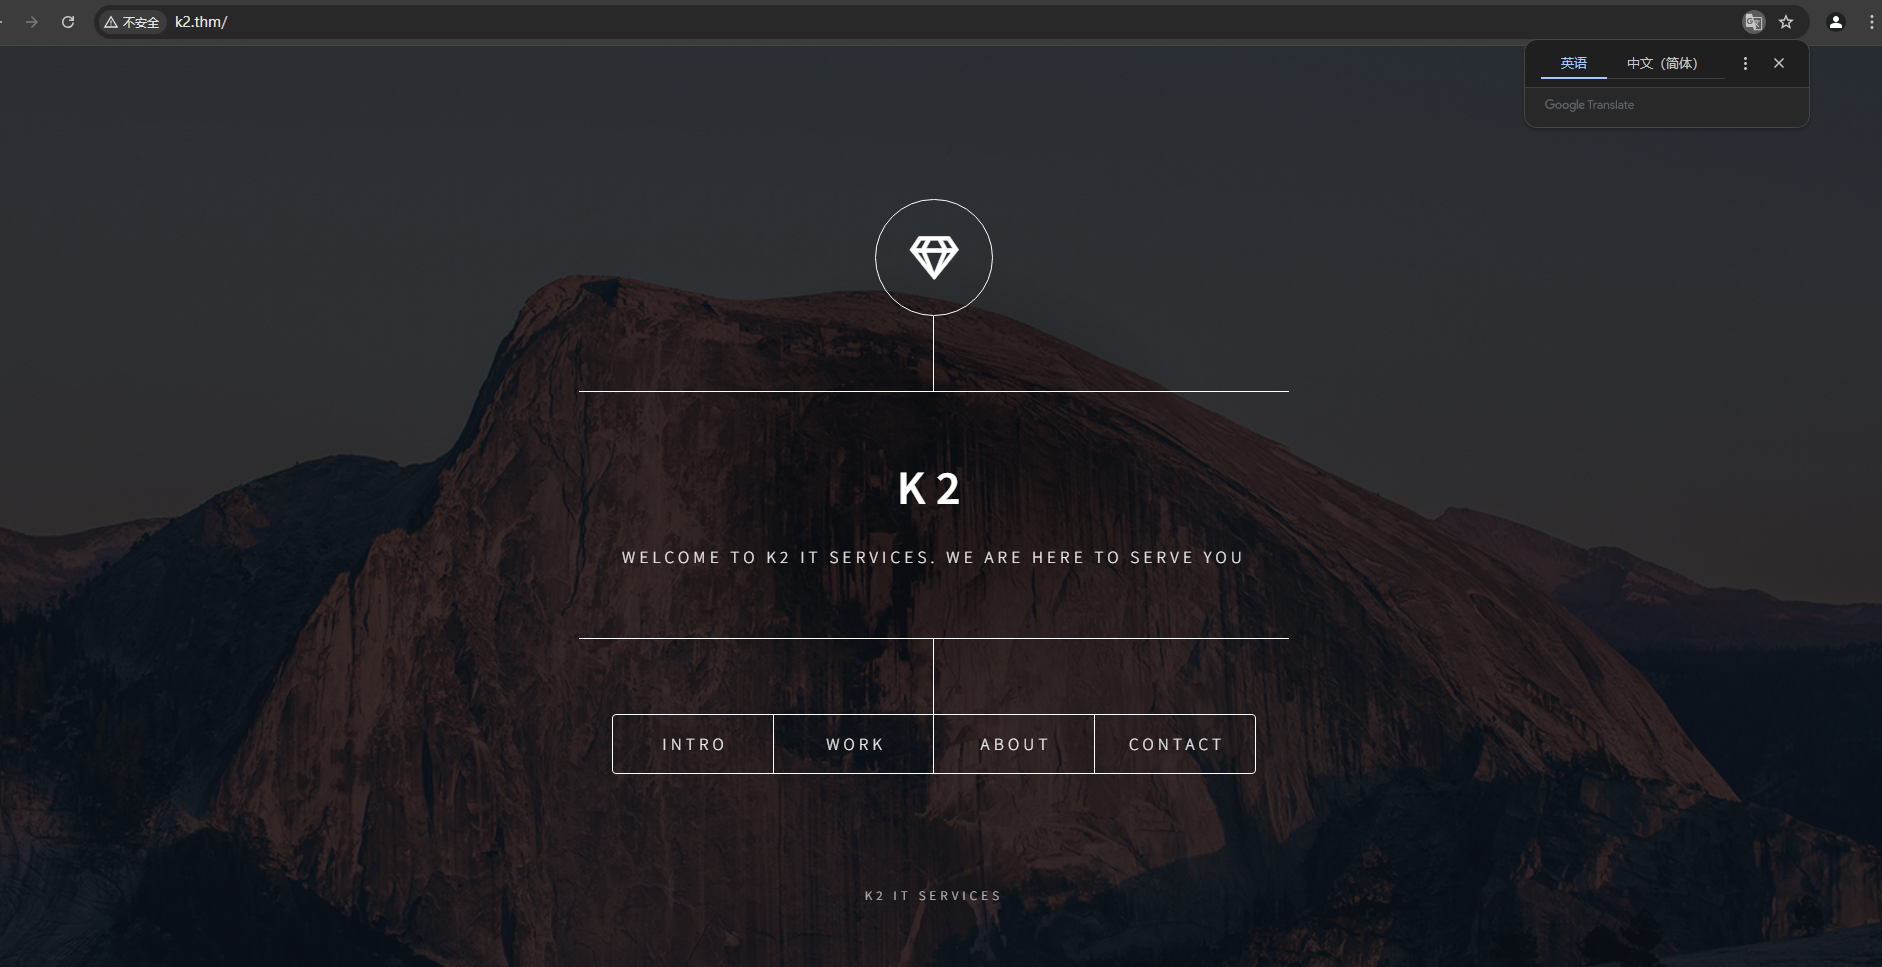 不安全 k2.thm/
英语 中文（简体）
Google Translate
K2
WELCOME TO K2 IT SERVICES. WE ARE HERE TO SERVE YOU
INTRO WORK ABOUT CONTACT
K2 IT SERVICES